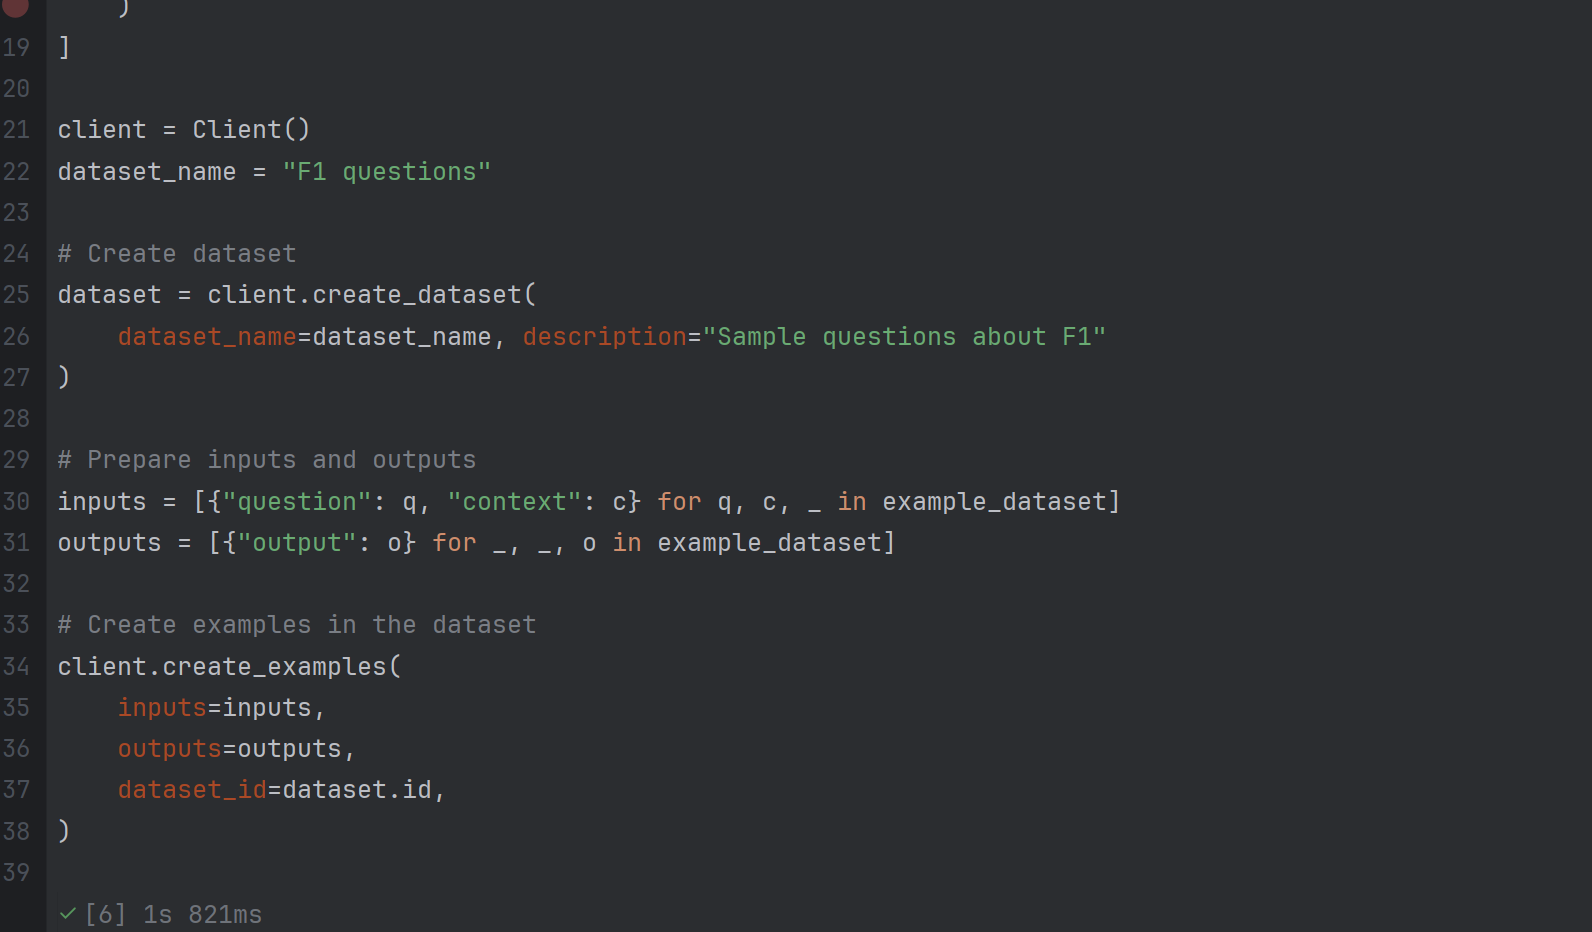 )
19 ]
20
21 client = Client()
22 dataset_name = "F1 questions"
23
24 # Create dataset
25 dataset = client.create_dataset(
26     dataset_name=dataset_name, description="Sample questions about F1"
27 )
28
29 # Prepare inputs and outputs
30 inputs = [{"question": q, "context": c} for q, c, _ in example_dataset]
31 outputs = [{"output": o} for _, _, o in example_dataset]
32
33 # Create examples in the dataset
34 client.create_examples(
35     inputs=inputs,
36     outputs=outputs,
37     dataset_id=dataset.id,
38 )
39
✓ [6] 1s 821ms